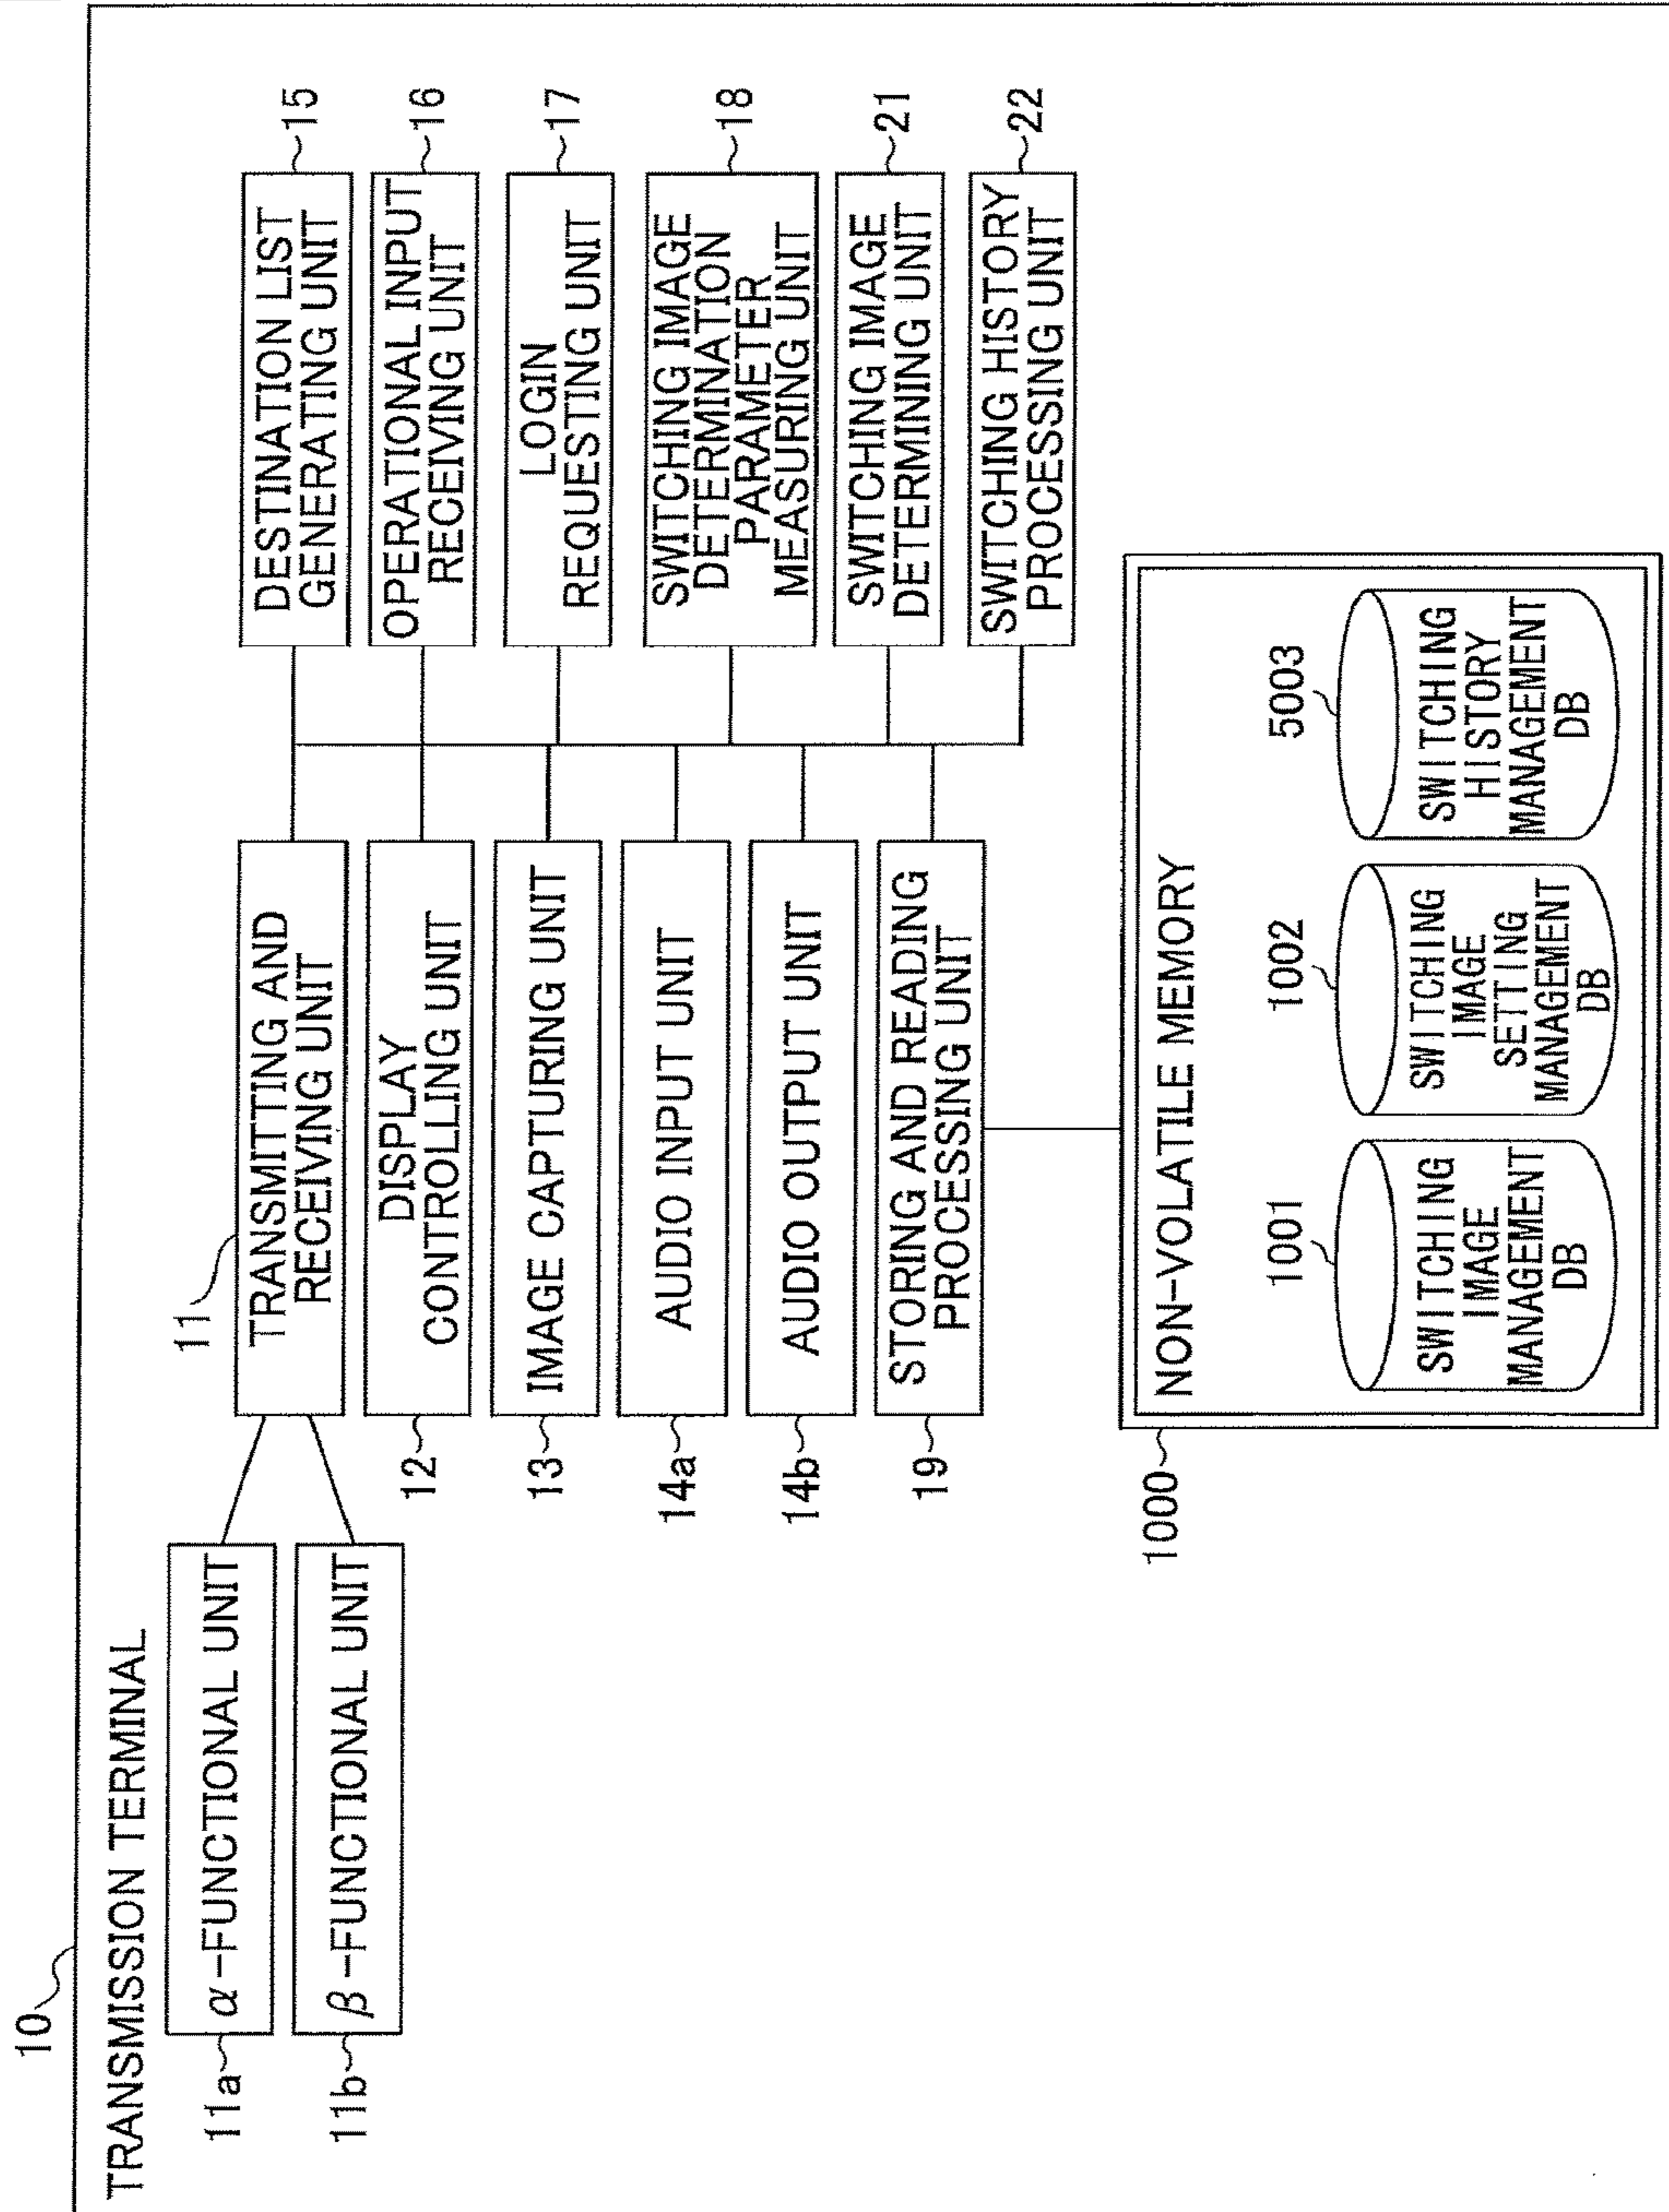 10
TRANSMISSION TERMINAL
11a
α-FUNCTIONAL UNIT
11b
β-FUNCTIONAL UNIT
11
TRANSMITTING AND
RECEIVING UNIT
12
DISPLAY
CONTROLLING UNIT
13
IMAGE CAPTURING UNIT
14a
AUDIO INPUT UNIT
14b
AUDIO OUTPUT UNIT
19
STORING AND READING
PROCESSING UNIT
DESTINATION LIST
GENERATING UNIT
15
OPERATIONAL INPUT
RECEIVING UNIT
16
LOGIN
REQUESTING UNIT
17
SWITCHING IMAGE
DETERMINATION
PARAMETER
MEASURING UNIT
18
SWITCHING IMAGE
DETERMINING UNIT
21
SWITCHING HISTORY
PROCESSING UNIT
22
1000
NON-VOLATILE MEMORY
1001
SWITCHING
IMAGE
MANAGEMENT
DB
1002
SWITCHING
IMAGE
SETTING
MANAGEMENT
DB
5003
SWITCHING
HISTORY
MANAGEMENT
DB